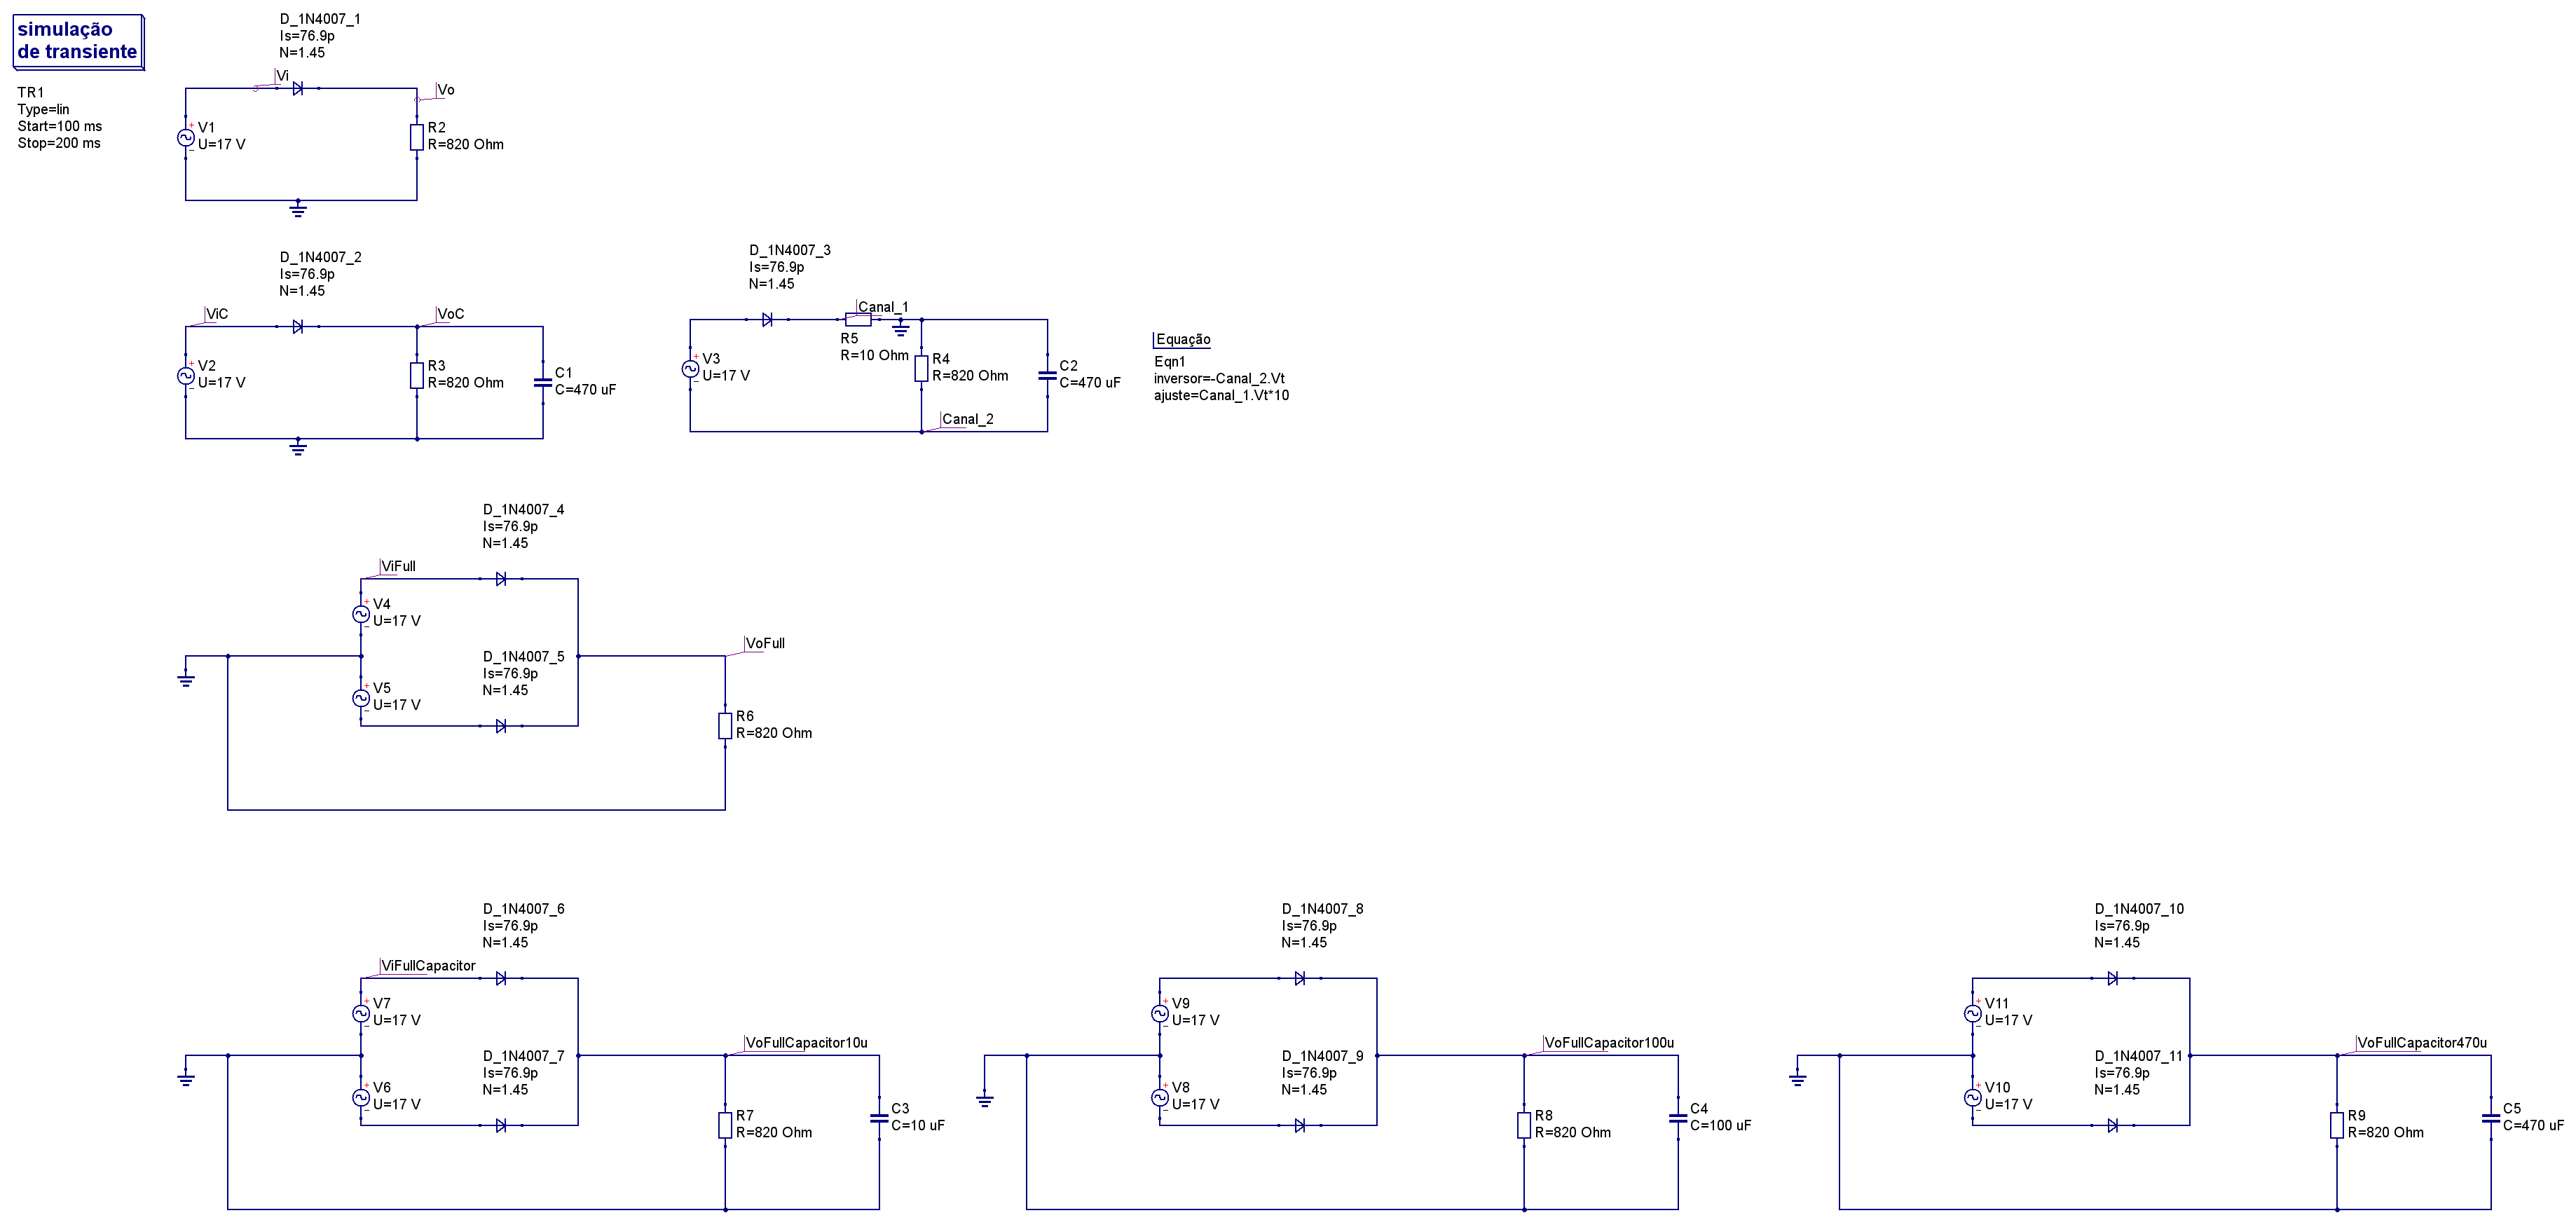 simulação
de transiente
TR1
Type=lin
Start=100 ms
Stop=200 ms
D_1N4007_1
Is=76.9p
N=1.45
Vi
Vo
V1
U=17 V
R2
R=820 Ohm
D_1N4007_2
Is=76.9p
N=1.45
ViC
VoC
V2
U=17 V
R3
R=820 Ohm
C1
C=470 uF
D_1N4007_3
Is=76.9p
N=1.45
Canal_1
R5
R=10 Ohm
V3
U=17 V
R4
R=820 Ohm
C2
C=470 uF
Canal_2
Equação
Eqn1
inversor=-Canal_2.Vt
ajuste=Canal_1.Vt*10
D_1N4007_4
Is=76.9p
N=1.45
ViFull
V4
U=17 V
D_1N4007_5
Is=76.9p
N=1.45
VoFull
V5
U=17 V
R6
R=820 Ohm
D_1N4007_6
Is=76.9p
N=1.45
ViFullCapacitor
V7
U=17 V
D_1N4007_7
Is=76.9p
N=1.45
VoFullCapacitor10u
V6
U=17 V
R7
R=820 Ohm
C3
C=10 uF
D_1N4007_8
Is=76.9p
N=1.45
V9
U=17 V
D_1N4007_9
Is=76.9p
N=1.45
VoFullCapacitor100u
V8
U=17 V
R8
R=820 Ohm
C4
C=100 uF
D_1N4007_10
Is=76.9p
N=1.45
V11
U=17 V
D_1N4007_11
Is=76.9p
N=1.45
VoFullCapacitor470u
V10
U=17 V
R9
R=820 Ohm
C5
C=470 uF